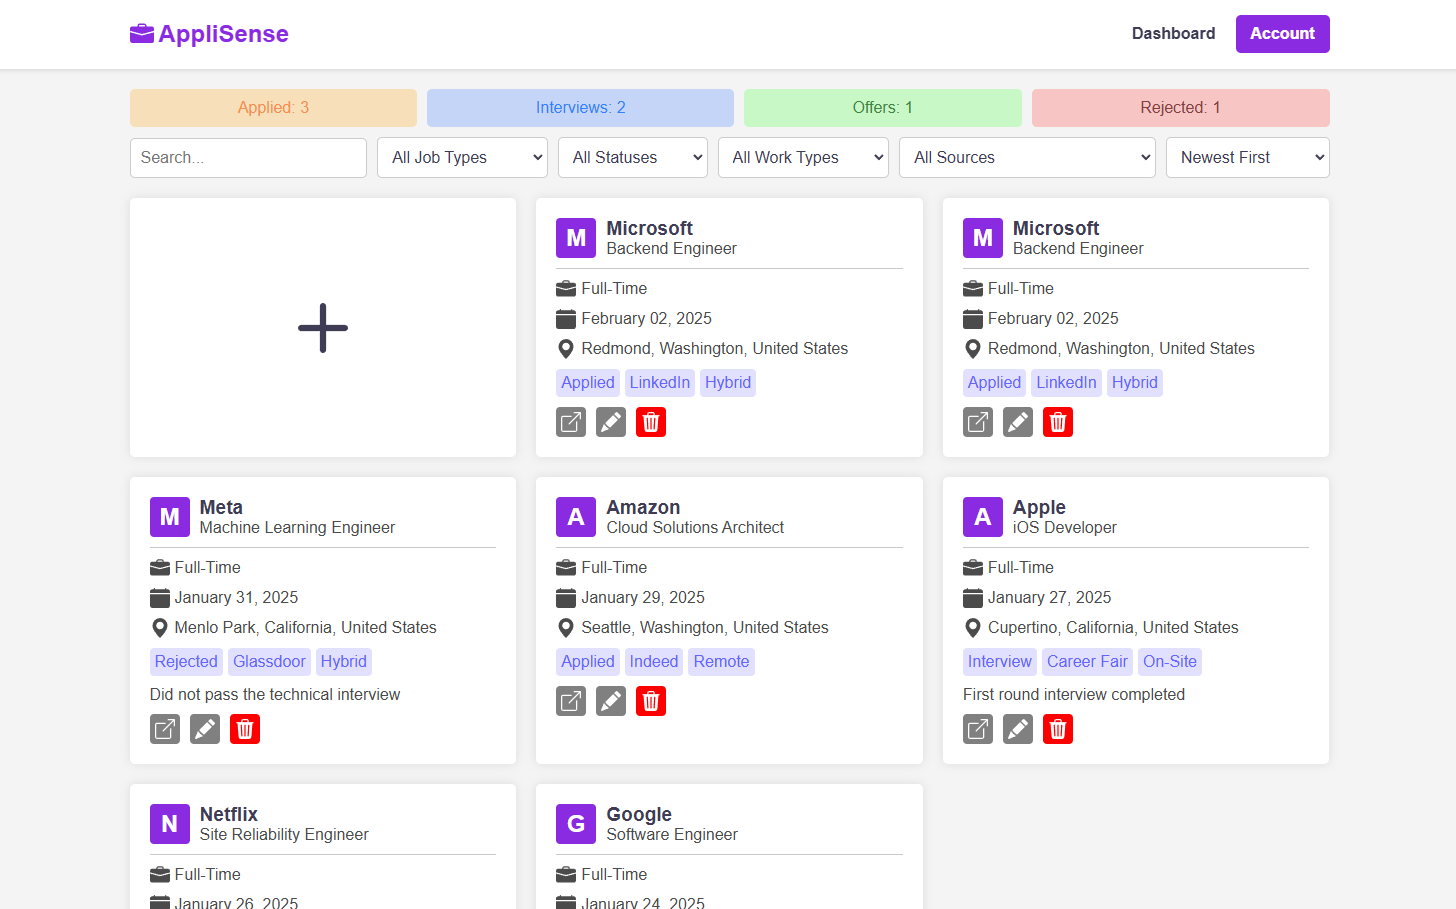 AppliSense
Dashboard
Account
Applied: 3
Interviews: 2
Offers: 1
Rejected: 1
Search...
All Job Types
All Statuses
All Work Types
All Sources
Newest First
M
Microsoft
Backend Engineer
Full-Time
February 02, 2025
Redmond, Washington, United States
Applied LinkedIn Hybrid
M
Microsoft
Backend Engineer
Full-Time
February 02, 2025
Redmond, Washington, United States
Applied LinkedIn Hybrid
M
Meta
Machine Learning Engineer
Full-Time
January 31, 2025
Menlo Park, California, United States
Rejected Glassdoor Hybrid
Did not pass the technical interview
A
Amazon
Cloud Solutions Architect
Full-Time
January 29, 2025
Seattle, Washington, United States
Applied Indeed Remote
A
Apple
iOS Developer
Full-Time
January 27, 2025
Cupertino, California, United States
Interview Career Fair On-Site
First round interview completed
N
Netflix
Site Reliability Engineer
Full-Time
January 26, 2025
G
Google
Software Engineer
Full-Time
January 24, 2025